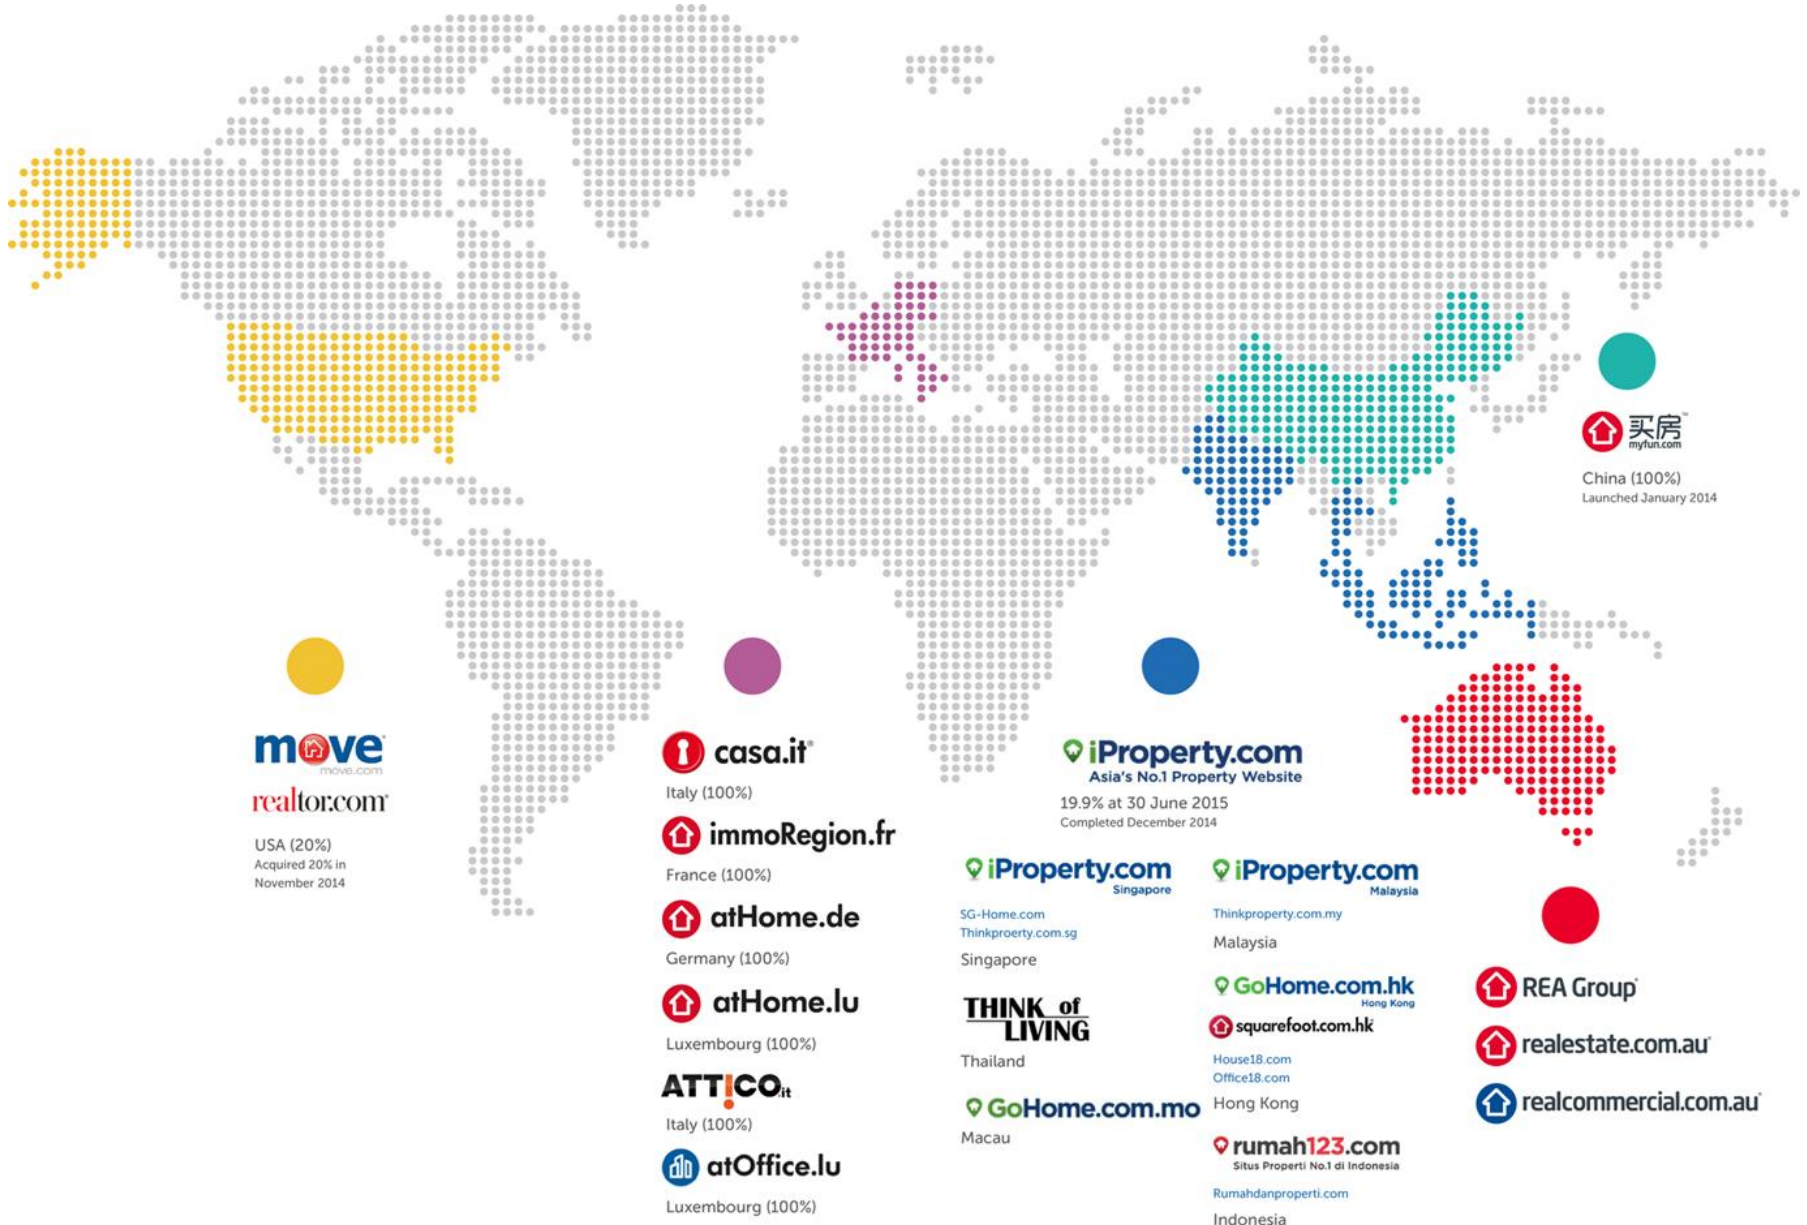 买房™
myfun.com
China (100%)
Launched January 2014
move®
move.com
realtor.com®
USA (20%)
Acquired 20% in
November 2014
casa.it®
Italy (100%)
immoRegion.fr
France (100%)
atHome.de
Germany (100%)
atHome.lu
Luxembourg (100%)
ATTICO.it
Italy (100%)
atOffice.lu
Luxembourg (100%)
iProperty.com
Asia's No.1 Property Website
19.9% at 30 June 2015
Completed December 2014
iProperty.com
Singapore
SG-Home.com
Thinkproerty.com.sg
Singapore
THINK of
LIVING
Thailand
GoHome.com.mo
Macau
iProperty.com
Malaysia
Thinkproperty.com.my
Malaysia
GoHome.com.hk
Hong Kong
squarefoot.com.hk
House18.com
Office18.com
Hong Kong
rumah123.com
Situs Properti No.1 di Indonesia
Rumahdanproperti.com
Indonesia
REA Group®
realestate.com.au®
realcommercial.com.au®